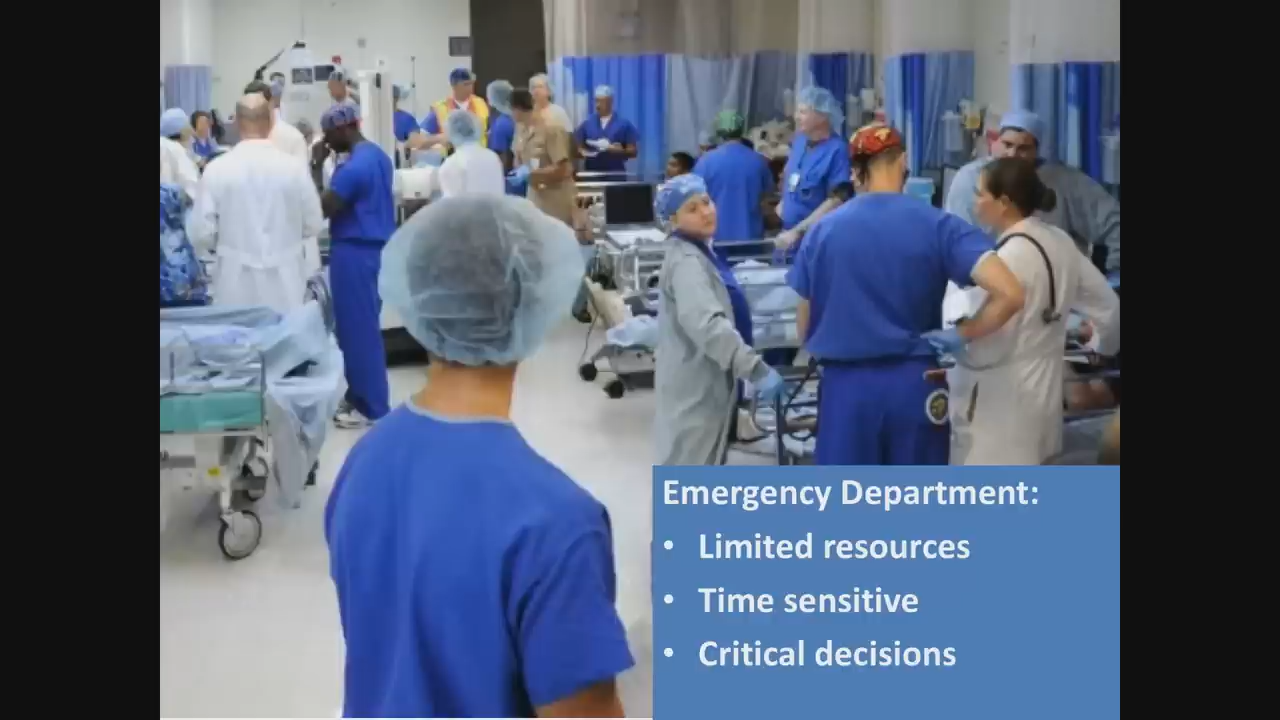 Emergency Department:
• Limited resources
• Time sensitive
• Critical decisions